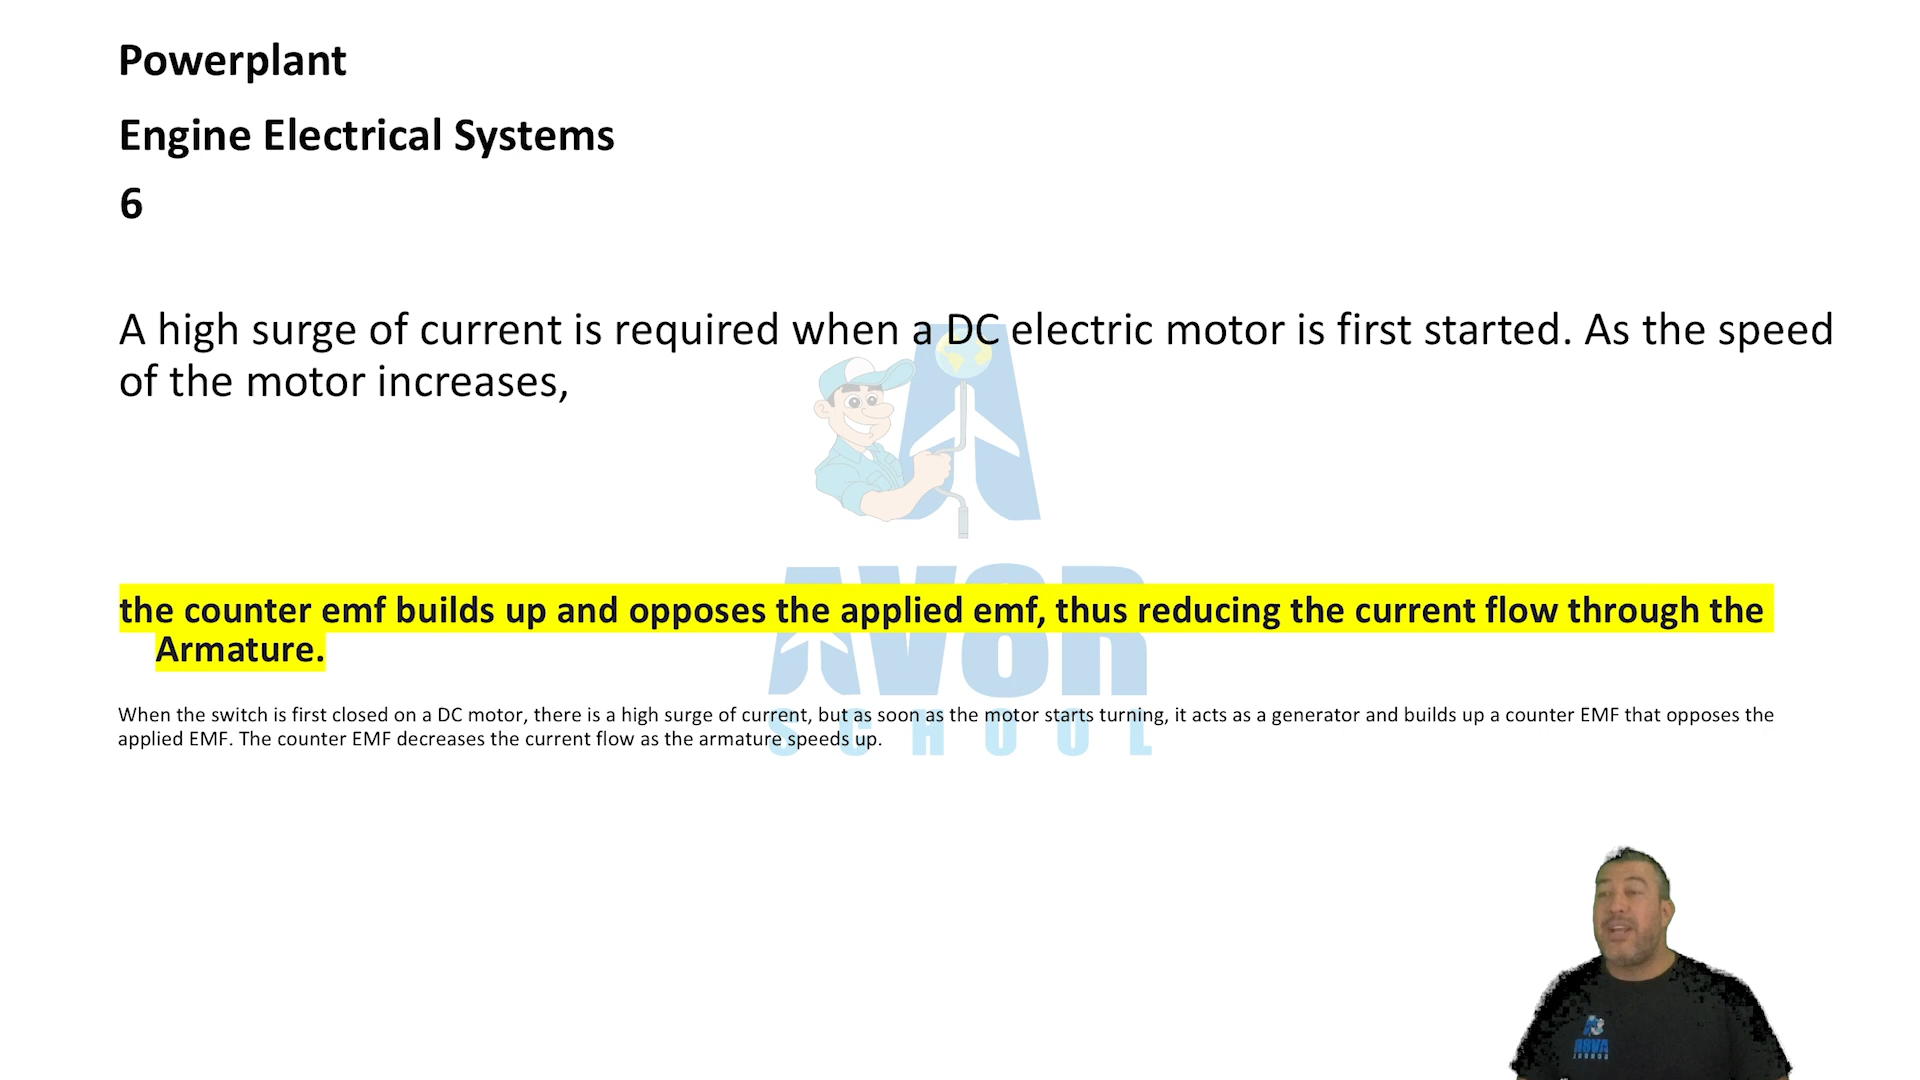 Powerplant
Engine Electrical Systems
6
A high surge of current is required when a DC electric motor is first started. As the speed
of the motor increases,
the counter emf builds up and opposes the applied emf, thus reducing the current flow through the
Armature.
When the switch is first closed on a DC motor, there is a high surge of current, but as soon as the motor starts turning, it acts as a generator and builds up a counter EMF that opposes the
applied EMF. The counter EMF decreases the current flow as the armature speeds up.
AVOR
SCHOOL